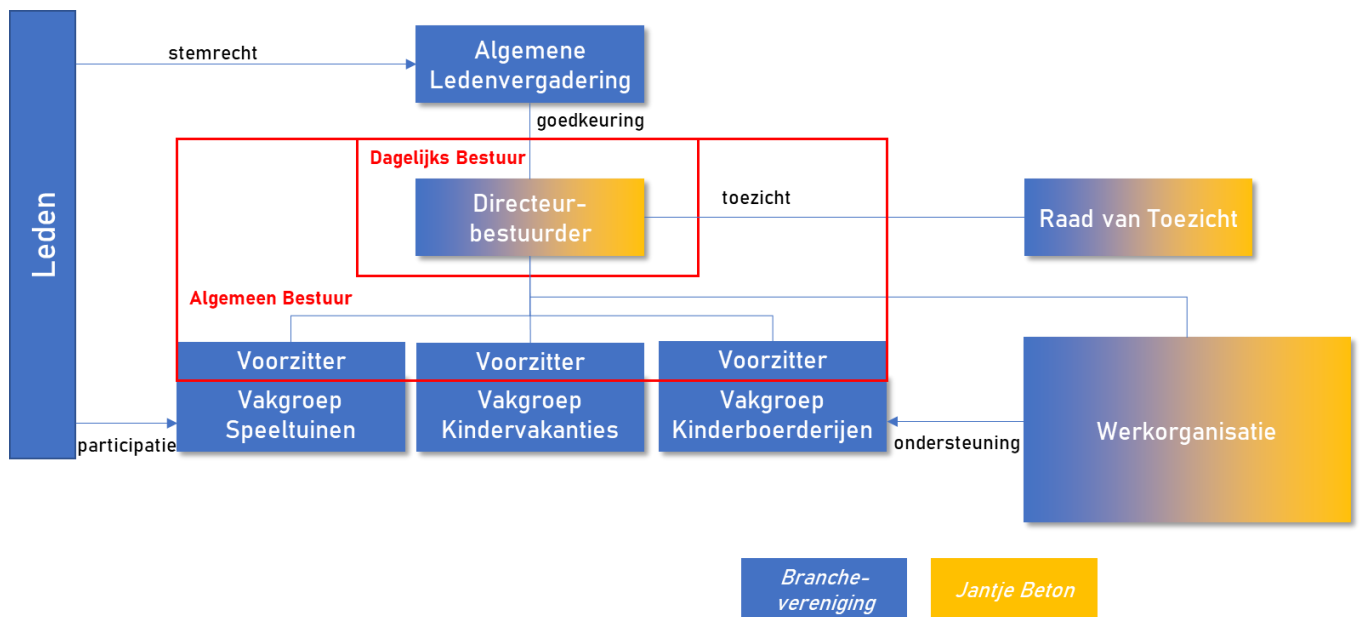 Leden
stemrecht
Algemene
Ledenvergadering
goedkeuring
Dagelijks Bestuur
Directeur-
bestuurder
toezicht
Raad van Toezicht
Algemeen Bestuur
Voorzitter
Voorzitter
Voorzitter
Vakgroep
Speeltuinen
Vakgroep
Kindervakanties
Vakgroep
Kinderboerderijen
participatie
ondersteuning
Werkorganisatie
Branche-
vereniging
Jantje Beton